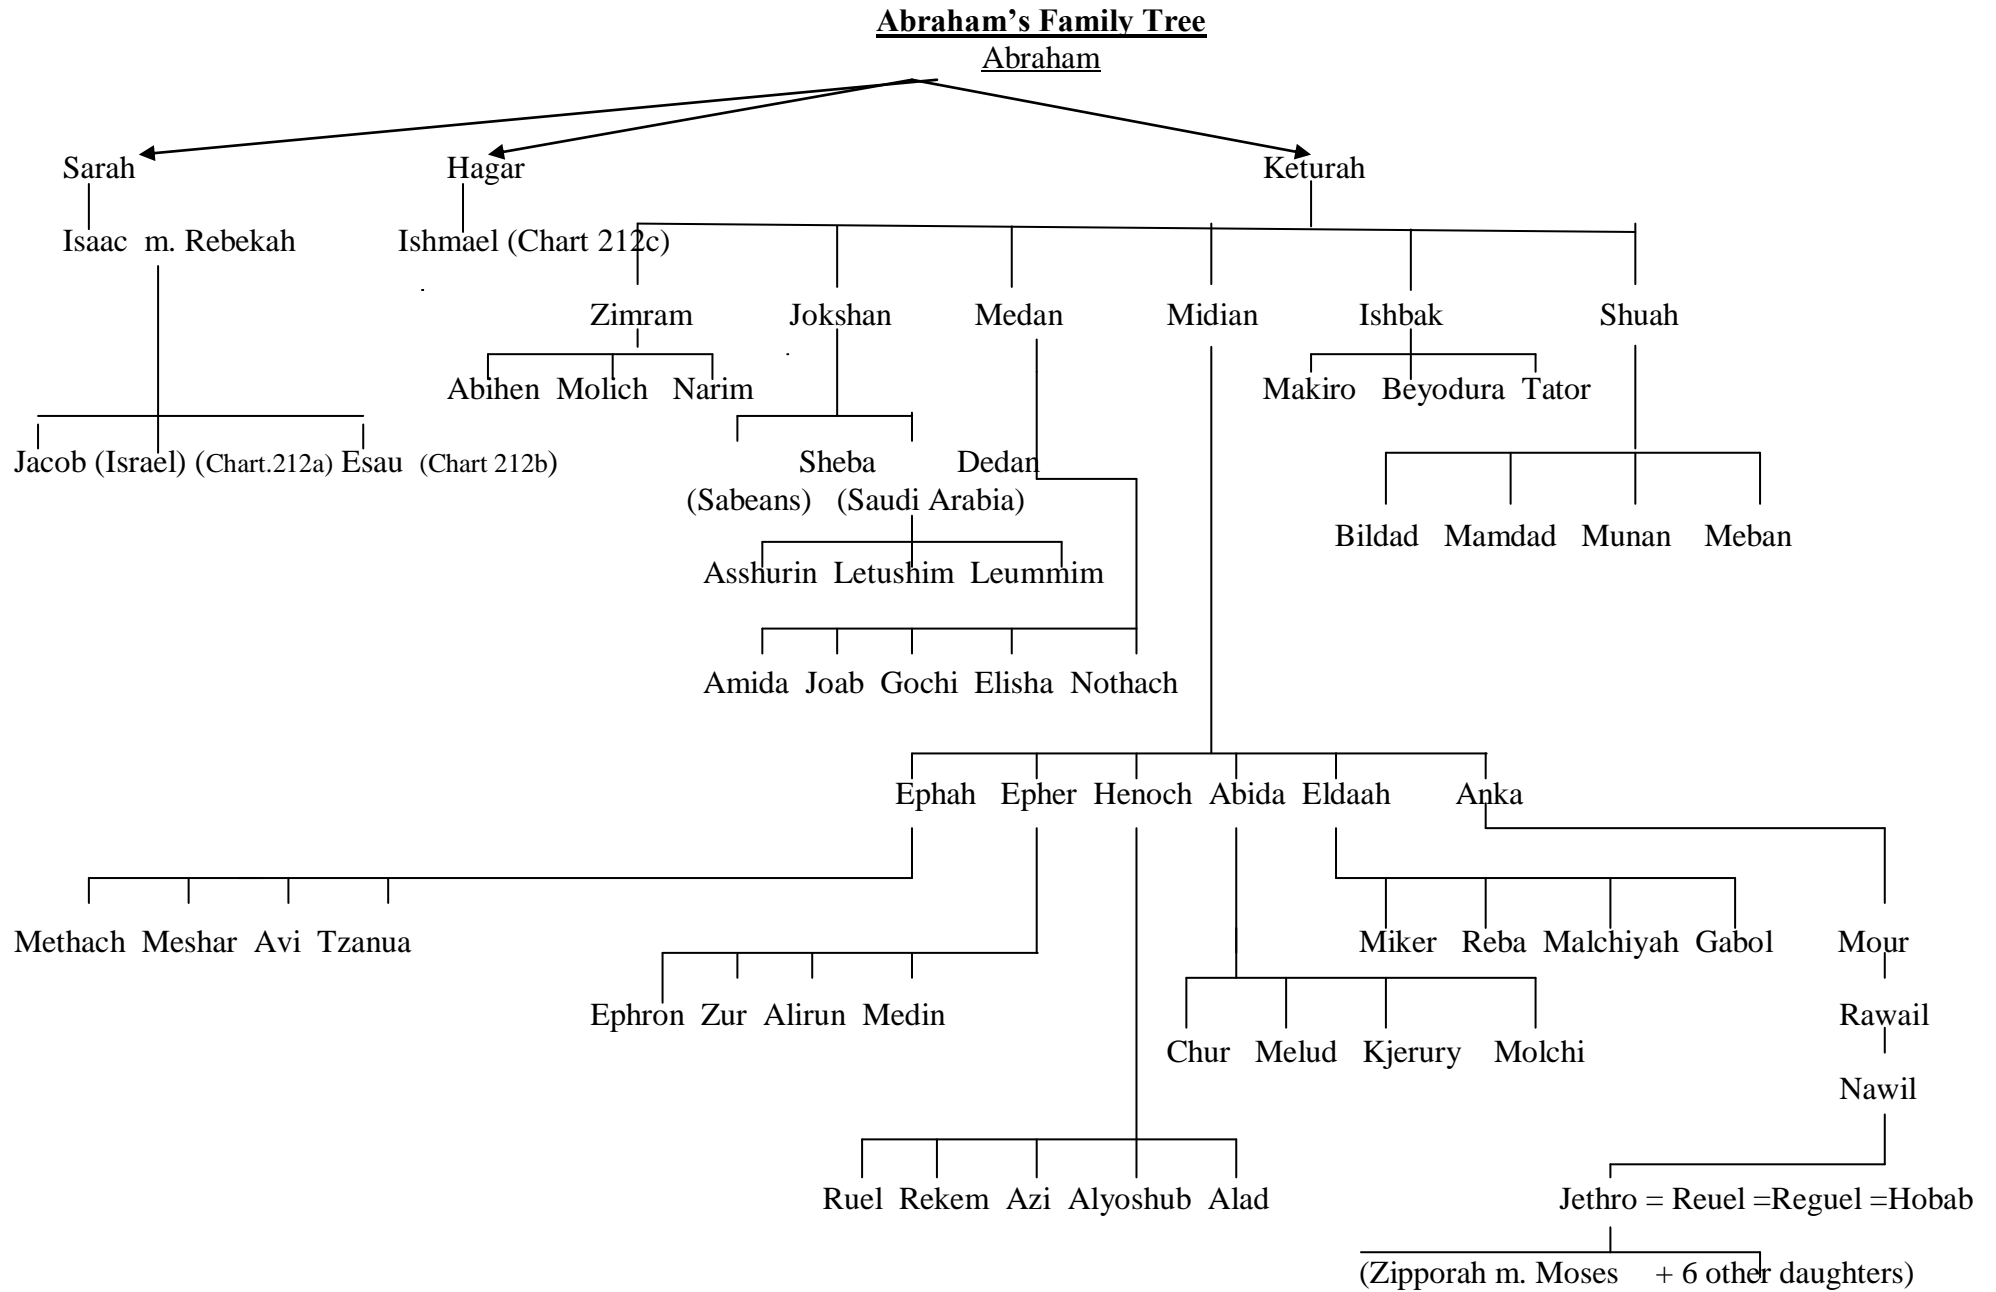 Abraham’s Family Tree
Abraham
Sarah Hagar Keturah
Isaac m. Rebekah Ishmael (Chart 212c)
Zimram Jokshan Medan Midian Ishbak Shuah
Abihen Molich Narim Makiro Beyodura Tator
Jacob (Israel) (Chart.212a) Esau (Chart 212b) Sheba Dedan
(Sabeans) (Saudi Arabia)
Bildad Mamdad Munan Meban
Asshurin Letushim Leummim
Amida Joab Gochi Elisha Nothach
Ephah Epher Henoch Abida Eldaah Anka
Methach Meshar Avi Tzanua Miker Reba Malchiyah Gabol Mour
Ephron Zur Alirun Medin Rawail
Chur Melud Kjerury Molchi
Nawil
Ruel Rekem Azi Alyoshub Alad Jethro = Reuel =Reguel =Hobab
(Zipporah m. Moses + 6 other daughters)